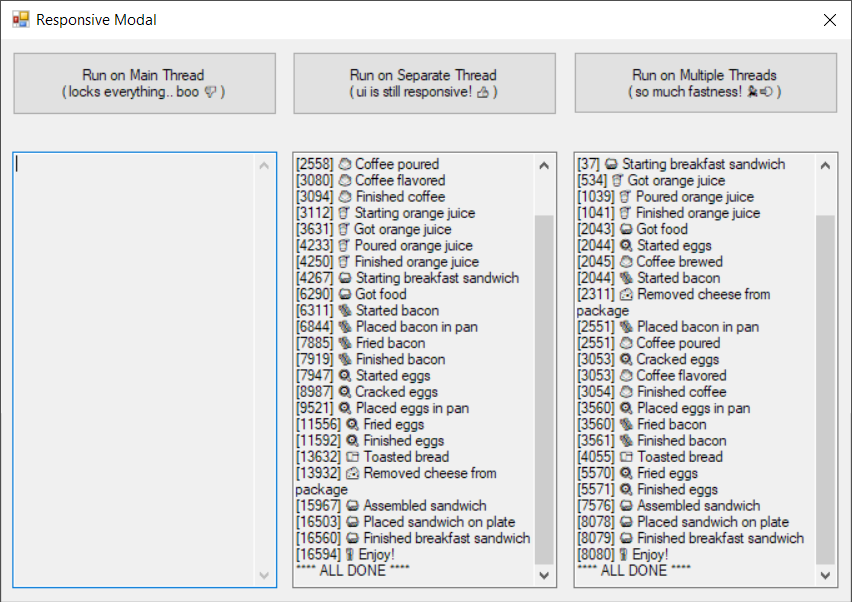 Responsive Modal
Run on Main Thread
( locks everything.. boo 👎 )
Run on Separate Thread
( ui is still responsive! 👍 )
Run on Multiple Threads
( so much fastness! )
[2558] Coffee poured
[3080] Coffee flavored
[3094] Finished coffee
[3112] Starting orange juice
[3631] Got orange juice
[4233] Poured orange juice
[4250] Finished orange juice
[4267] Starting breakfast sandwich
[6290] Got food
[6311] Started bacon
[6844] Placed bacon in pan
[7885] Fried bacon
[7919] Finished bacon
[7947] Started eggs
[8987] Cracked eggs
[9521] Placed eggs in pan
[11556] Fried eggs
[11592] Finished eggs
[13632] Toasted bread
[13932] Removed cheese from
package
[15967] Assembled sandwich
[16503] Placed sandwich on plate
[16560] Finished breakfast sandwich
[16594] Enjoy!
**** ALL DONE ****
[37] Starting breakfast sandwich
[534] Got orange juice
[1039] Poured orange juice
[1041] Finished orange juice
[2043] Got food
[2044] Started eggs
[2045] Coffee brewed
[2044] Started bacon
[2311] Removed cheese from
package
[2551] Placed bacon in pan
[2551] Coffee poured
[3053] Cracked eggs
[3053] Coffee flavored
[3054] Finished coffee
[3560] Placed eggs in pan
[3560] Fried bacon
[3561] Finished bacon
[4055] Toasted bread
[5570] Fried eggs
[5571] Finished eggs
[7576] Assembled sandwich
[8078] Placed sandwich on plate
[8079] Finished breakfast sandwich
[8080] Enjoy!
**** ALL DONE ****